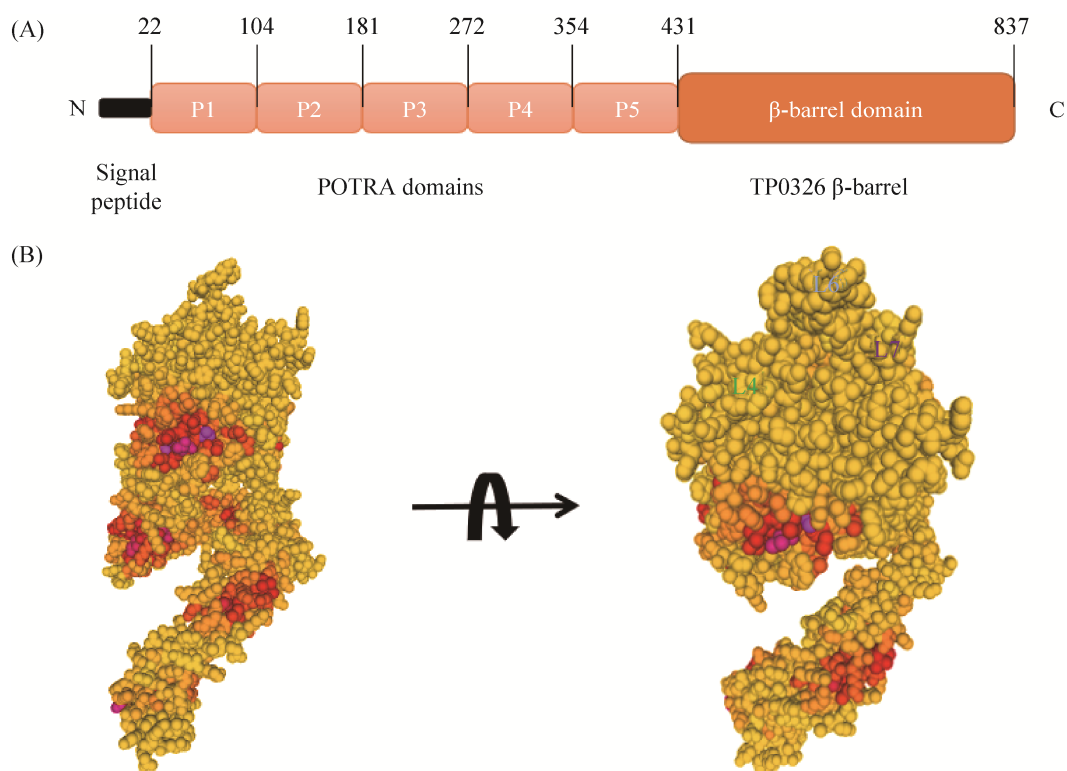 (A)
22 104 181 272 354 431 837
N P1 P2 P3 P4 P5 β-barrel domain C
Signal
peptide
POTRA domains
TP0326 β-barrel
(B)
L6
L7
L4